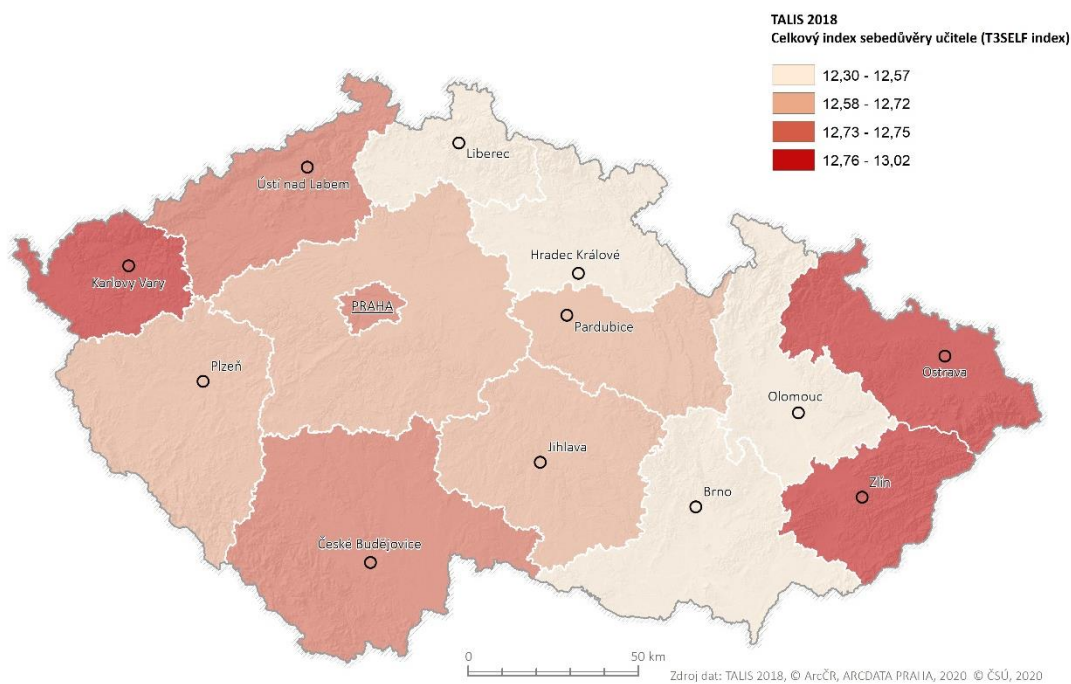 TALIS 2018
Celkový index sebedůvěry učitele (T3SELF index)
12,30 - 12,57
12,58 - 12,72
12,73 - 12,75
12,76 - 13,02
Liberec
Ústí nad Labem
Hradec Králové
Karlovy Vary
PRAHA
Pardubice
Plzeň
Ostrava
Olomouc
Jihlava
Zlín
Brno
České Budějovice
0 50 km
Zdroj dat: TALIS 2018, © ArcČR, ARCDATA PRAHA, 2020 © ČSÚ, 2020